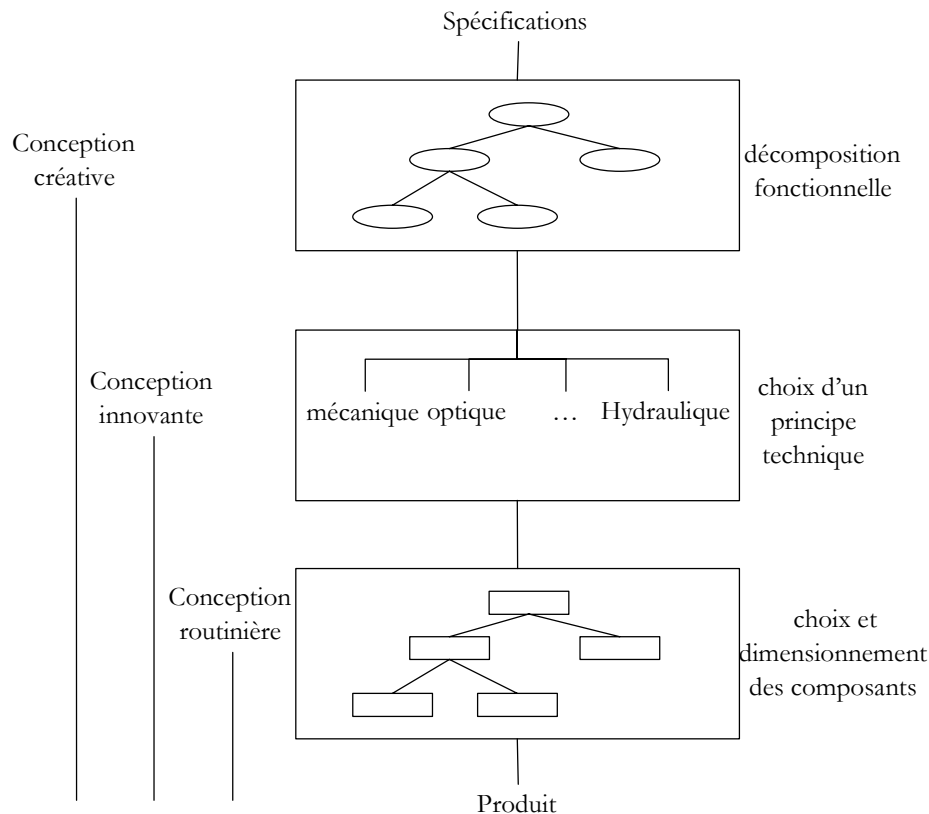 Spécifications
Conception
créative
décomposition
fonctionnelle
Conception
innovante
mécanique optique … Hydraulique
choix d’un
principe
technique
Conception
routinière
choix et
dimensionnement
des composants
Produit